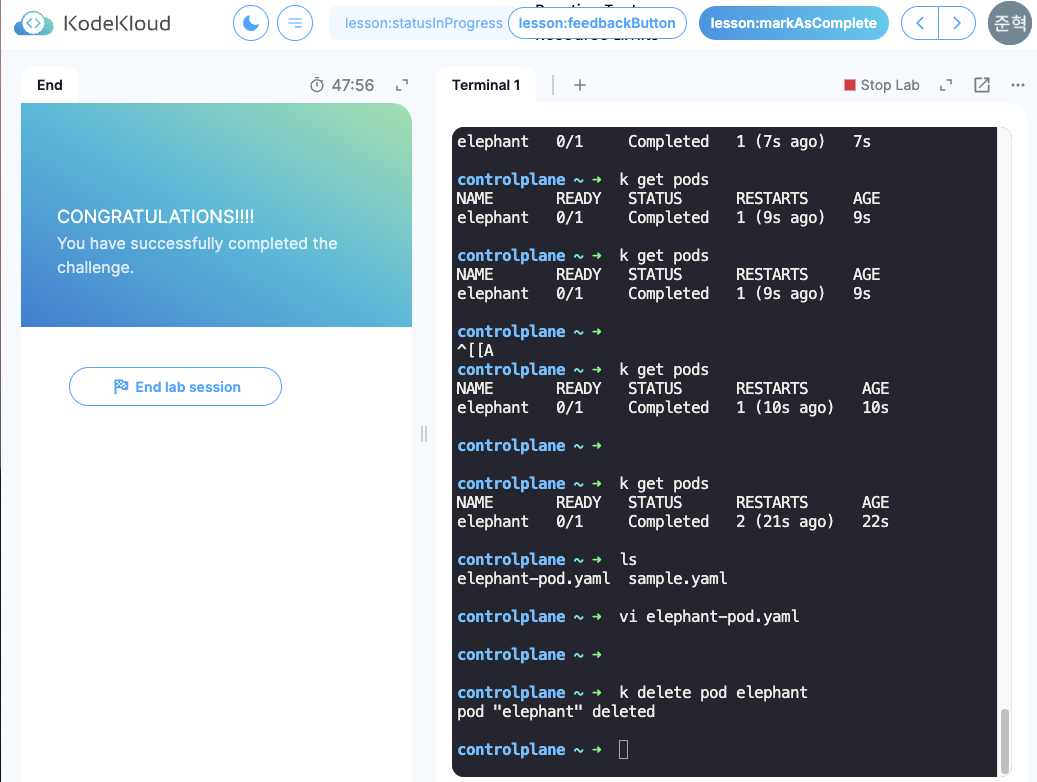 KodeKloud
lesson:statusInProgress
lesson:feedbackButton
lesson:markAsComplete
준혁
End
47:56
CONGRATULATIONS!!!!
You have successfully completed the
challenge.
End lab session
Terminal 1
+
Stop Lab
elephant 0/1 Completed 1 (7s ago) 7s
controlplane ~ ➜ k get pods
NAME READY STATUS RESTARTS AGE
elephant 0/1 Completed 1 (9s ago) 9s
controlplane ~ ➜ k get pods
NAME READY STATUS RESTARTS AGE
elephant 0/1 Completed 1 (9s ago) 9s
controlplane ~ ➜
^[[A
controlplane ~ ➜ k get pods
NAME READY STATUS RESTARTS AGE
elephant 0/1 Completed 1 (10s ago) 10s
controlplane ~ ➜
controlplane ~ ➜ k get pods
NAME READY STATUS RESTARTS AGE
elephant 0/1 Completed 2 (21s ago) 22s
controlplane ~ ➜ ls
elephant-pod.yaml sample.yaml
controlplane ~ ➜ vi elephant-pod.yaml
controlplane ~ ➜
controlplane ~ ➜ k delete pod elephant
pod "elephant" deleted
controlplane ~ ➜